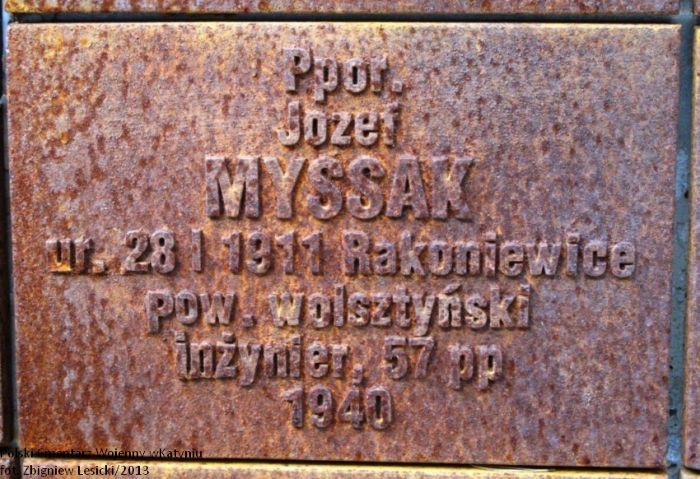 Ppor.
Józef
MYSSAK
ur. 28 I 1911 Rakoniewice
pow. wolsztyński
inżynier, 57 pp
1940
Polski Cmentarz Wojenny wKatyniu
fot. Zbigniew Lesicki/2013